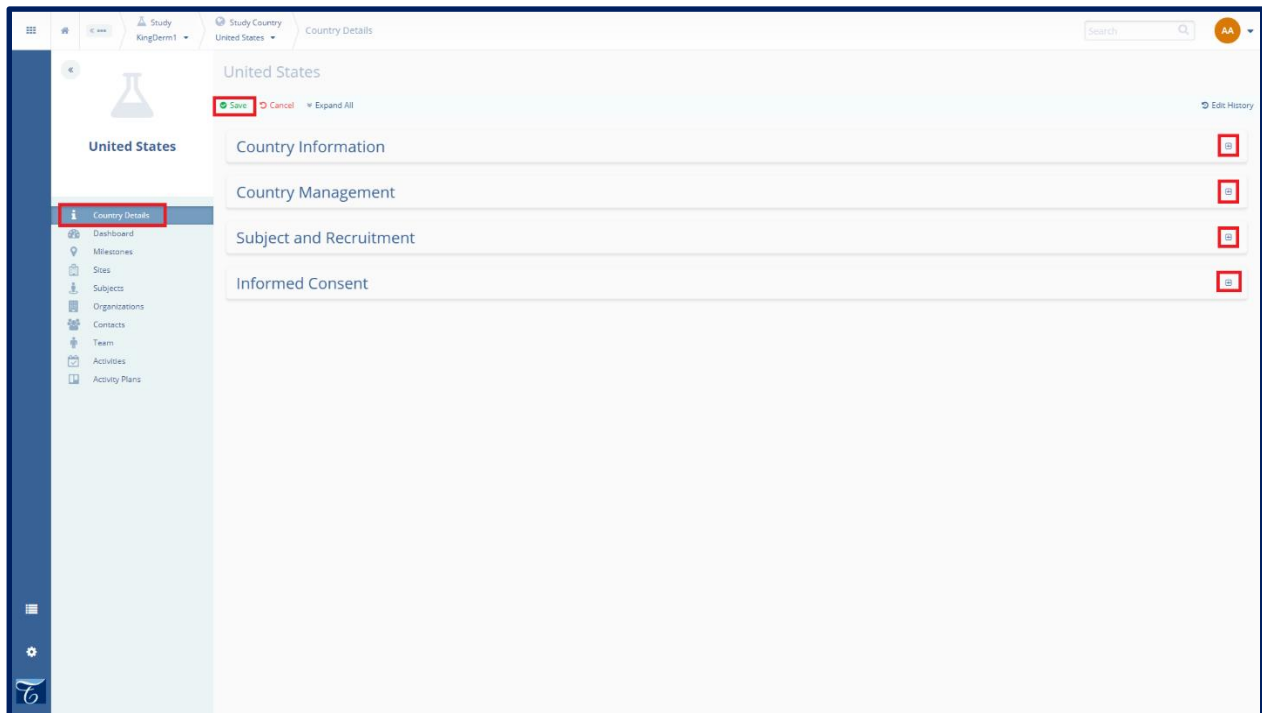 Study
KingDerm1
Study Country
United States
Country Details
Search
AA
United States
Save Cancel Expand All
Edit History
United States
Country Details
Dashboard
Milestones
Sites
Subjects
Organizations
Contacts
Team
Activities
Activity Plans
Country Information
Country Management
Subject and Recruitment
Informed Consent